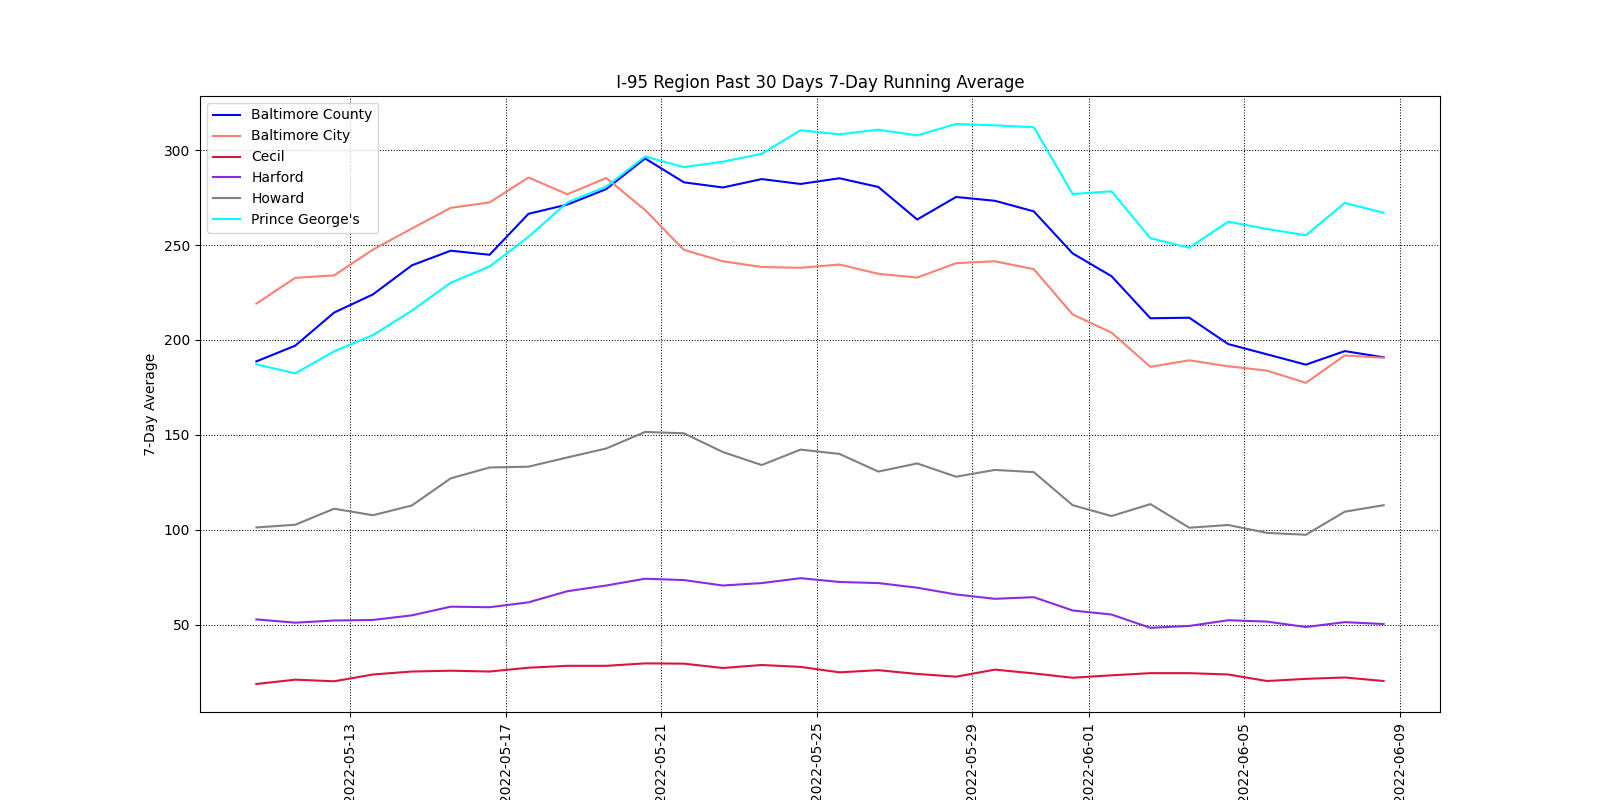 I-95 Region Past 30 Days 7-Day Running Average
Baltimore County
Baltimore City
Cecil
Harford
Howard
Prince George's
7-Day Average
300
250
200
150
100
50
2022-05-13
2022-05-17
2022-05-21
2022-05-25
2022-05-29
2022-06-01
2022-06-05
2022-06-09